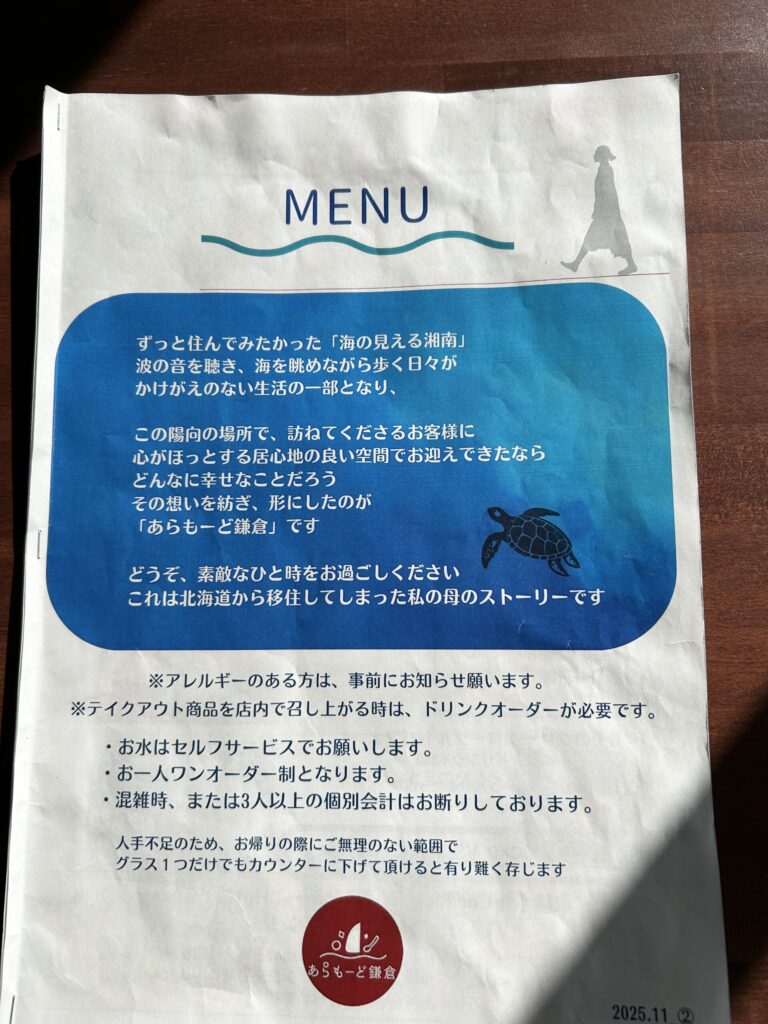 MENU
ずっと住んでみたかった「海の見える湘南」
波の音を聴き、海を眺めながら歩く日々が
かけがえのない生活の一部となり、
この陽向の場所で、訪ねてくださるお客様に
心がほっとする居心地の良い空間でお迎えできたなら
どんなに幸せなことだろう
その想いを紡ぎ、形にしたのが
「あらもーど鎌倉」です
どうぞ、素敵なひと時をお過ごしください
これは北海道から移住してしまった私の母のストーリーです
※アレルギーのある方は、事前にお知らせ願います。
※テイクアウト商品を店内で召し上がる時は、ドリンクオーダーが必要です。
・お水はセルフサービスでお願いします。
・お一人ワンオーダー制となります。
・混雑時、または3人以上の個別会計はお断りしております。
人手不足のため、お帰りの際にご無理のない範囲で
グラス１つだけでもカウンターに下げて頂けると有り難く存じます
あらもーど鎌倉
2025.11 ②